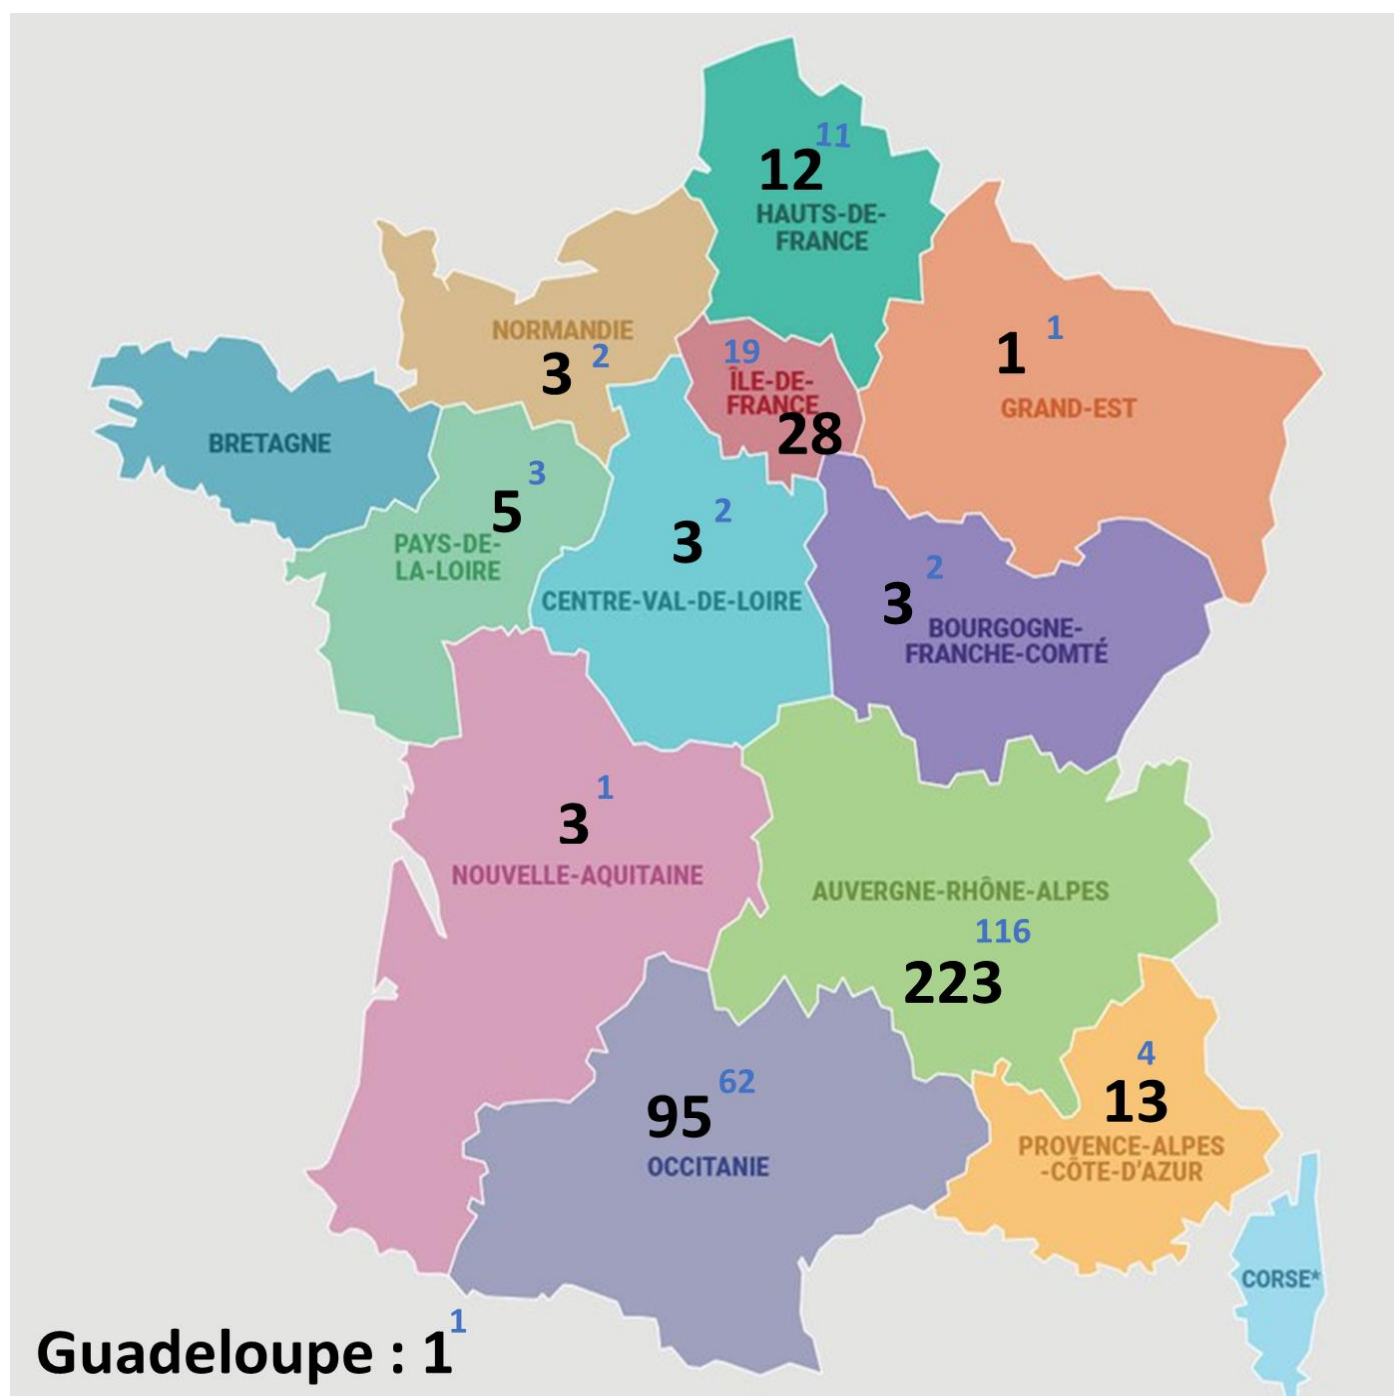 11
12
HAUTS-DE-
FRANCE
NORMANDIE
3 2
19
ÎLE-DE-
FRANCE
28
1 1
GRAND-EST
BRETAGNE
3
5
PAYS-DE-
LA-LOIRE
2
3
CENTRE-VAL-DE-LOIRE
2
3
BOURGOGNE-
FRANCHE-COMTÉ
1
3
NOUVELLE-AQUITAINE
AUVERGNE-RHÔNE-ALPES
116
223
62
95
OCCITANIE
4
13
PROVENCE-ALPES
-CÔTE-D'AZUR
CORSE*
Guadeloupe : 1 1